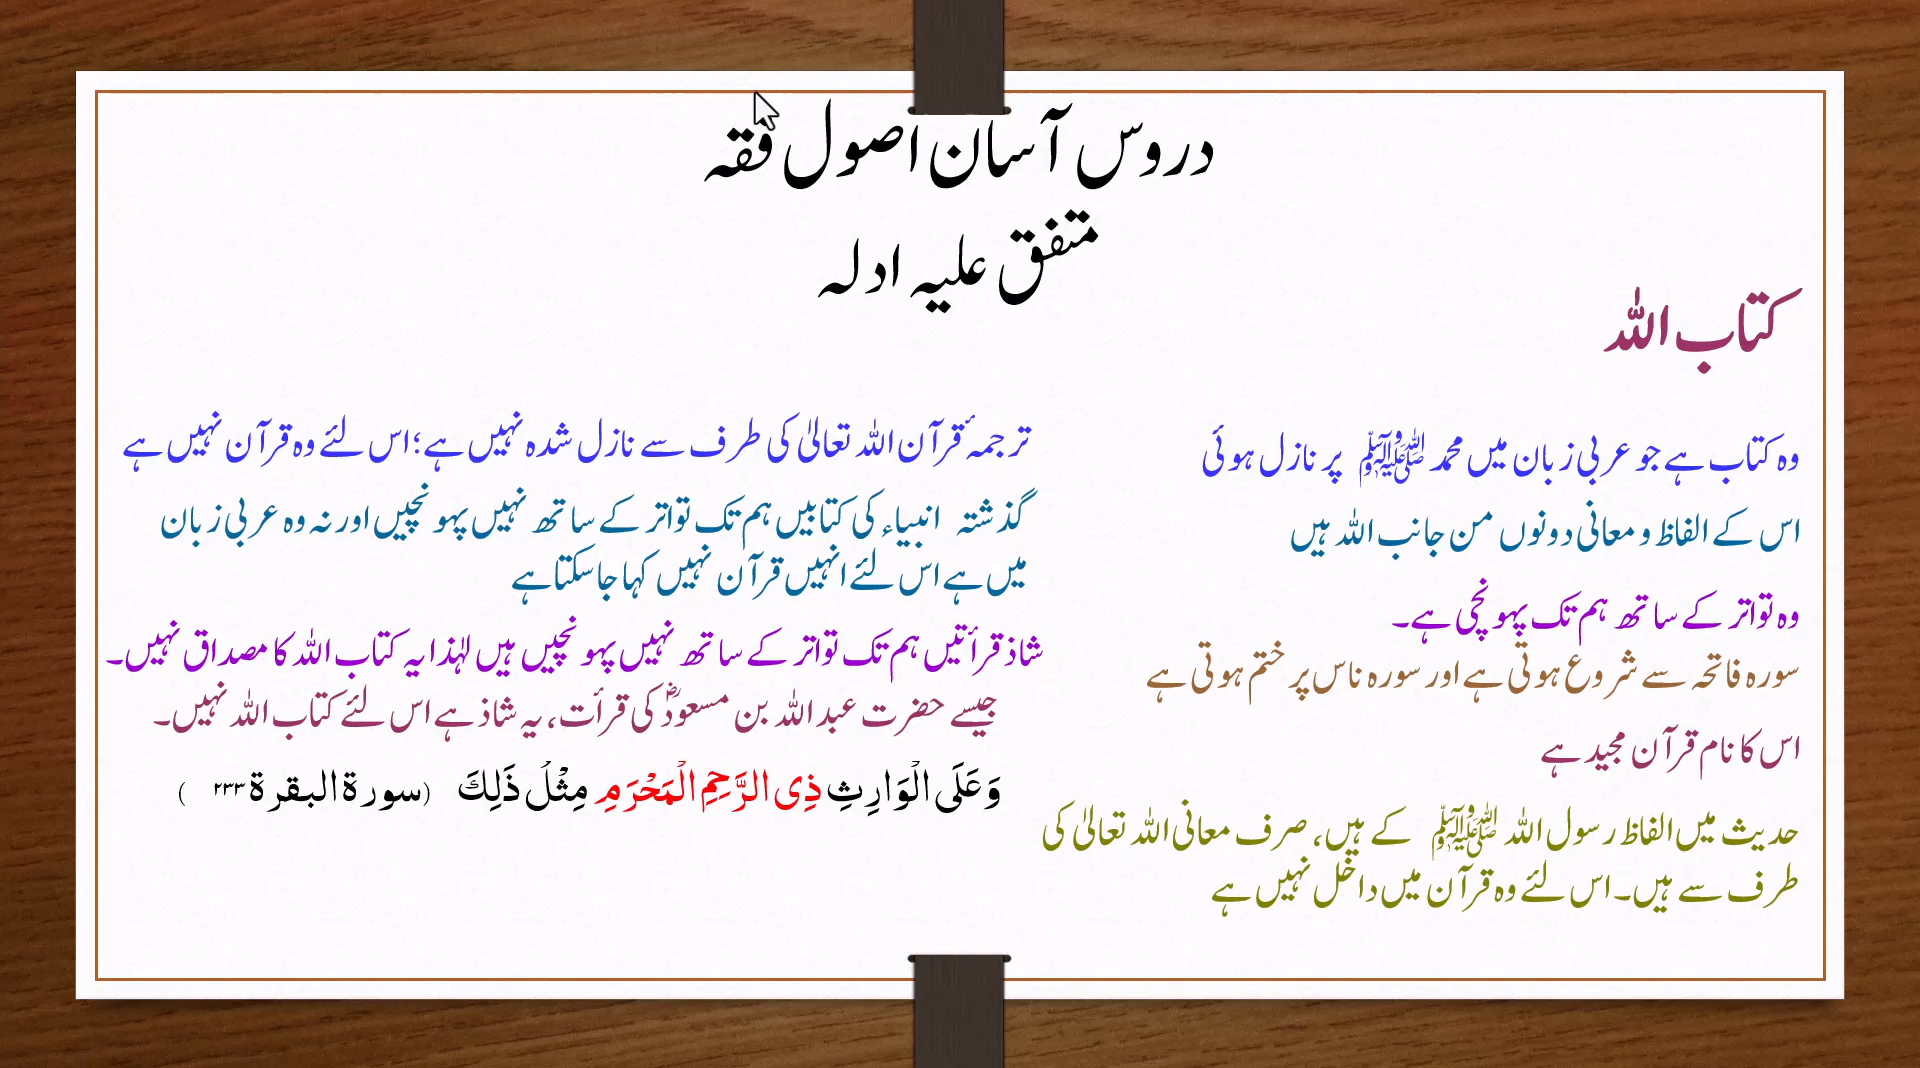 دروس آسان اصول فقہ
متفق علیہ ادلہ
کتاب اللہ
وہ کتاب ہے جو عربی زبان میں محمد ﷺ پر نازل ہوئی
اس کے الفاظ و معانی دونوں من جانب اللہ ہیں
وہ تواتر کے ساتھ ہم تک پہونچی ہے۔
سورہ فاتحہ سے شروع ہوتی ہے اور سورہ ناس پر ختم ہوتی ہے
اس کا نام قرآن مجید ہے
حدیث میں الفاظ رسول اللہ ﷺ کے ہیں، صرف معانی اللہ تعالیٰ کی
طرف سے ہیں۔ اس لئے وہ قرآن میں داخل نہیں ہے
ترجمۂ قرآن اللہ تعالیٰ کی طرف سے نازل شدہ نہیں ہے؛ اس لئے وہ قرآن نہیں ہے
گذشتہ انبیاء کی کتابیں ہم تک تواتر کے ساتھ نہیں پہونچیں اور نہ وہ عربی زبان
میں ہے اس لئے انہیں قرآن نہیں کہا جاسکتا ہے
شاذ قرأتیں ہم تک تواتر کے ساتھ نہیں پہونچیں ہیں لہٰذا یہ کتاب اللہ کا مصداق نہیں۔
جیسے حضرت عبد اللہ بن مسعودؓ کی قرأت، یہ شاذ ہے اس لئے کتاب اللہ نہیں۔
وَعَلَی الْوَارِثِ ذِی الرَّحِمِ الْمَحْرَمِ مِثْلُ ذَلِكَ (سورۃ البقرۃ ۲۳۳)